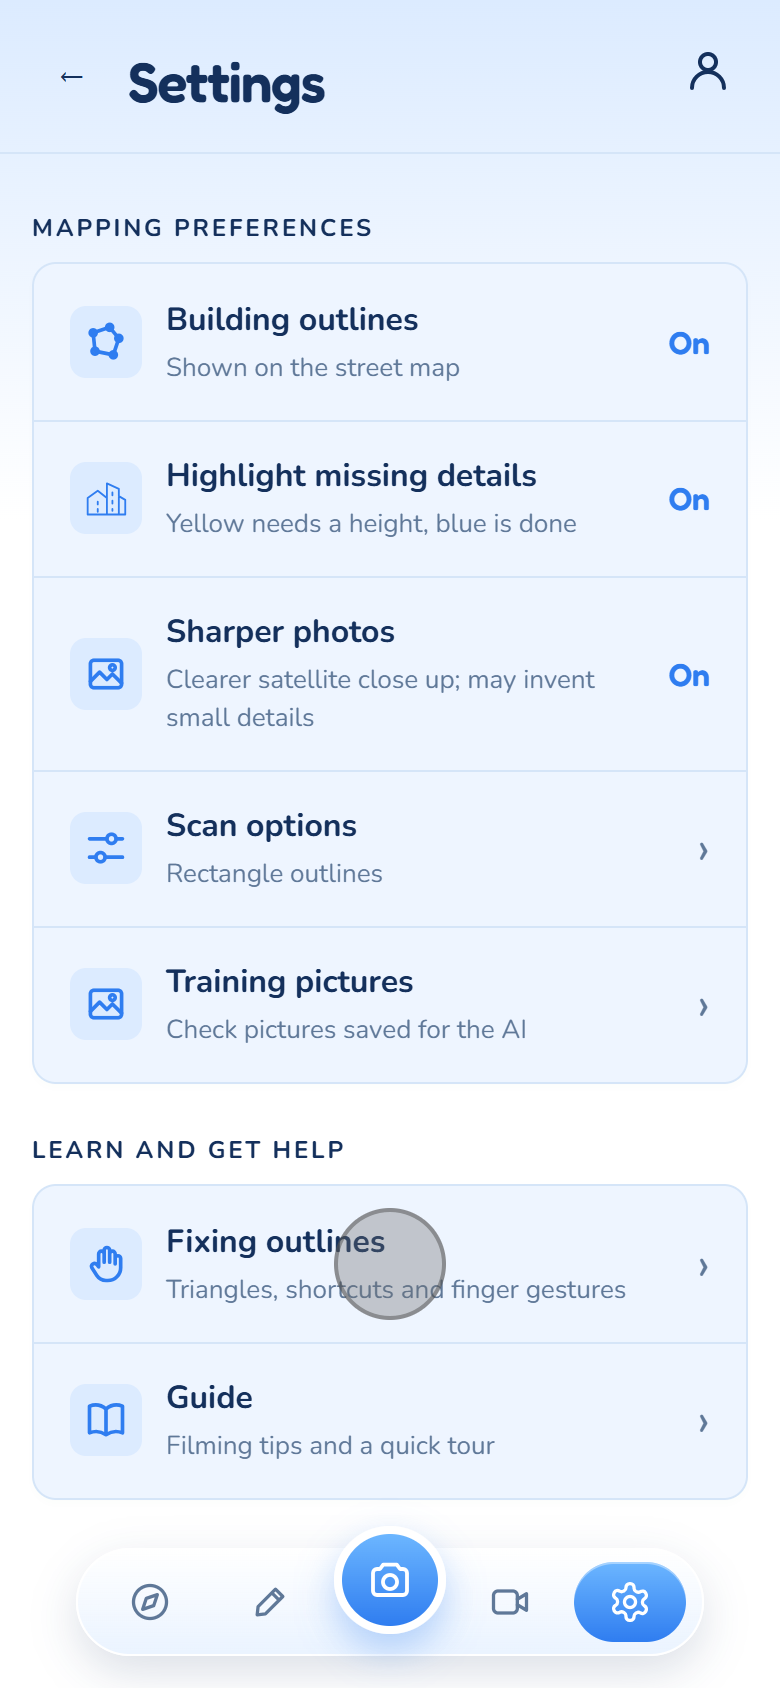 ← Settings
MAPPING PREFERENCES
Building outlines
Shown on the street map
On
Highlight missing details
Yellow needs a height, blue is done
On
Sharper photos
Clearer satellite close up; may invent
small details
On
Scan options
Rectangle outlines
›
Training pictures
Check pictures saved for the AI
›
LEARN AND GET HELP
Fixing outlines
Triangles, shortcuts and finger gestures
›
Guide
Filming tips and a quick tour
›